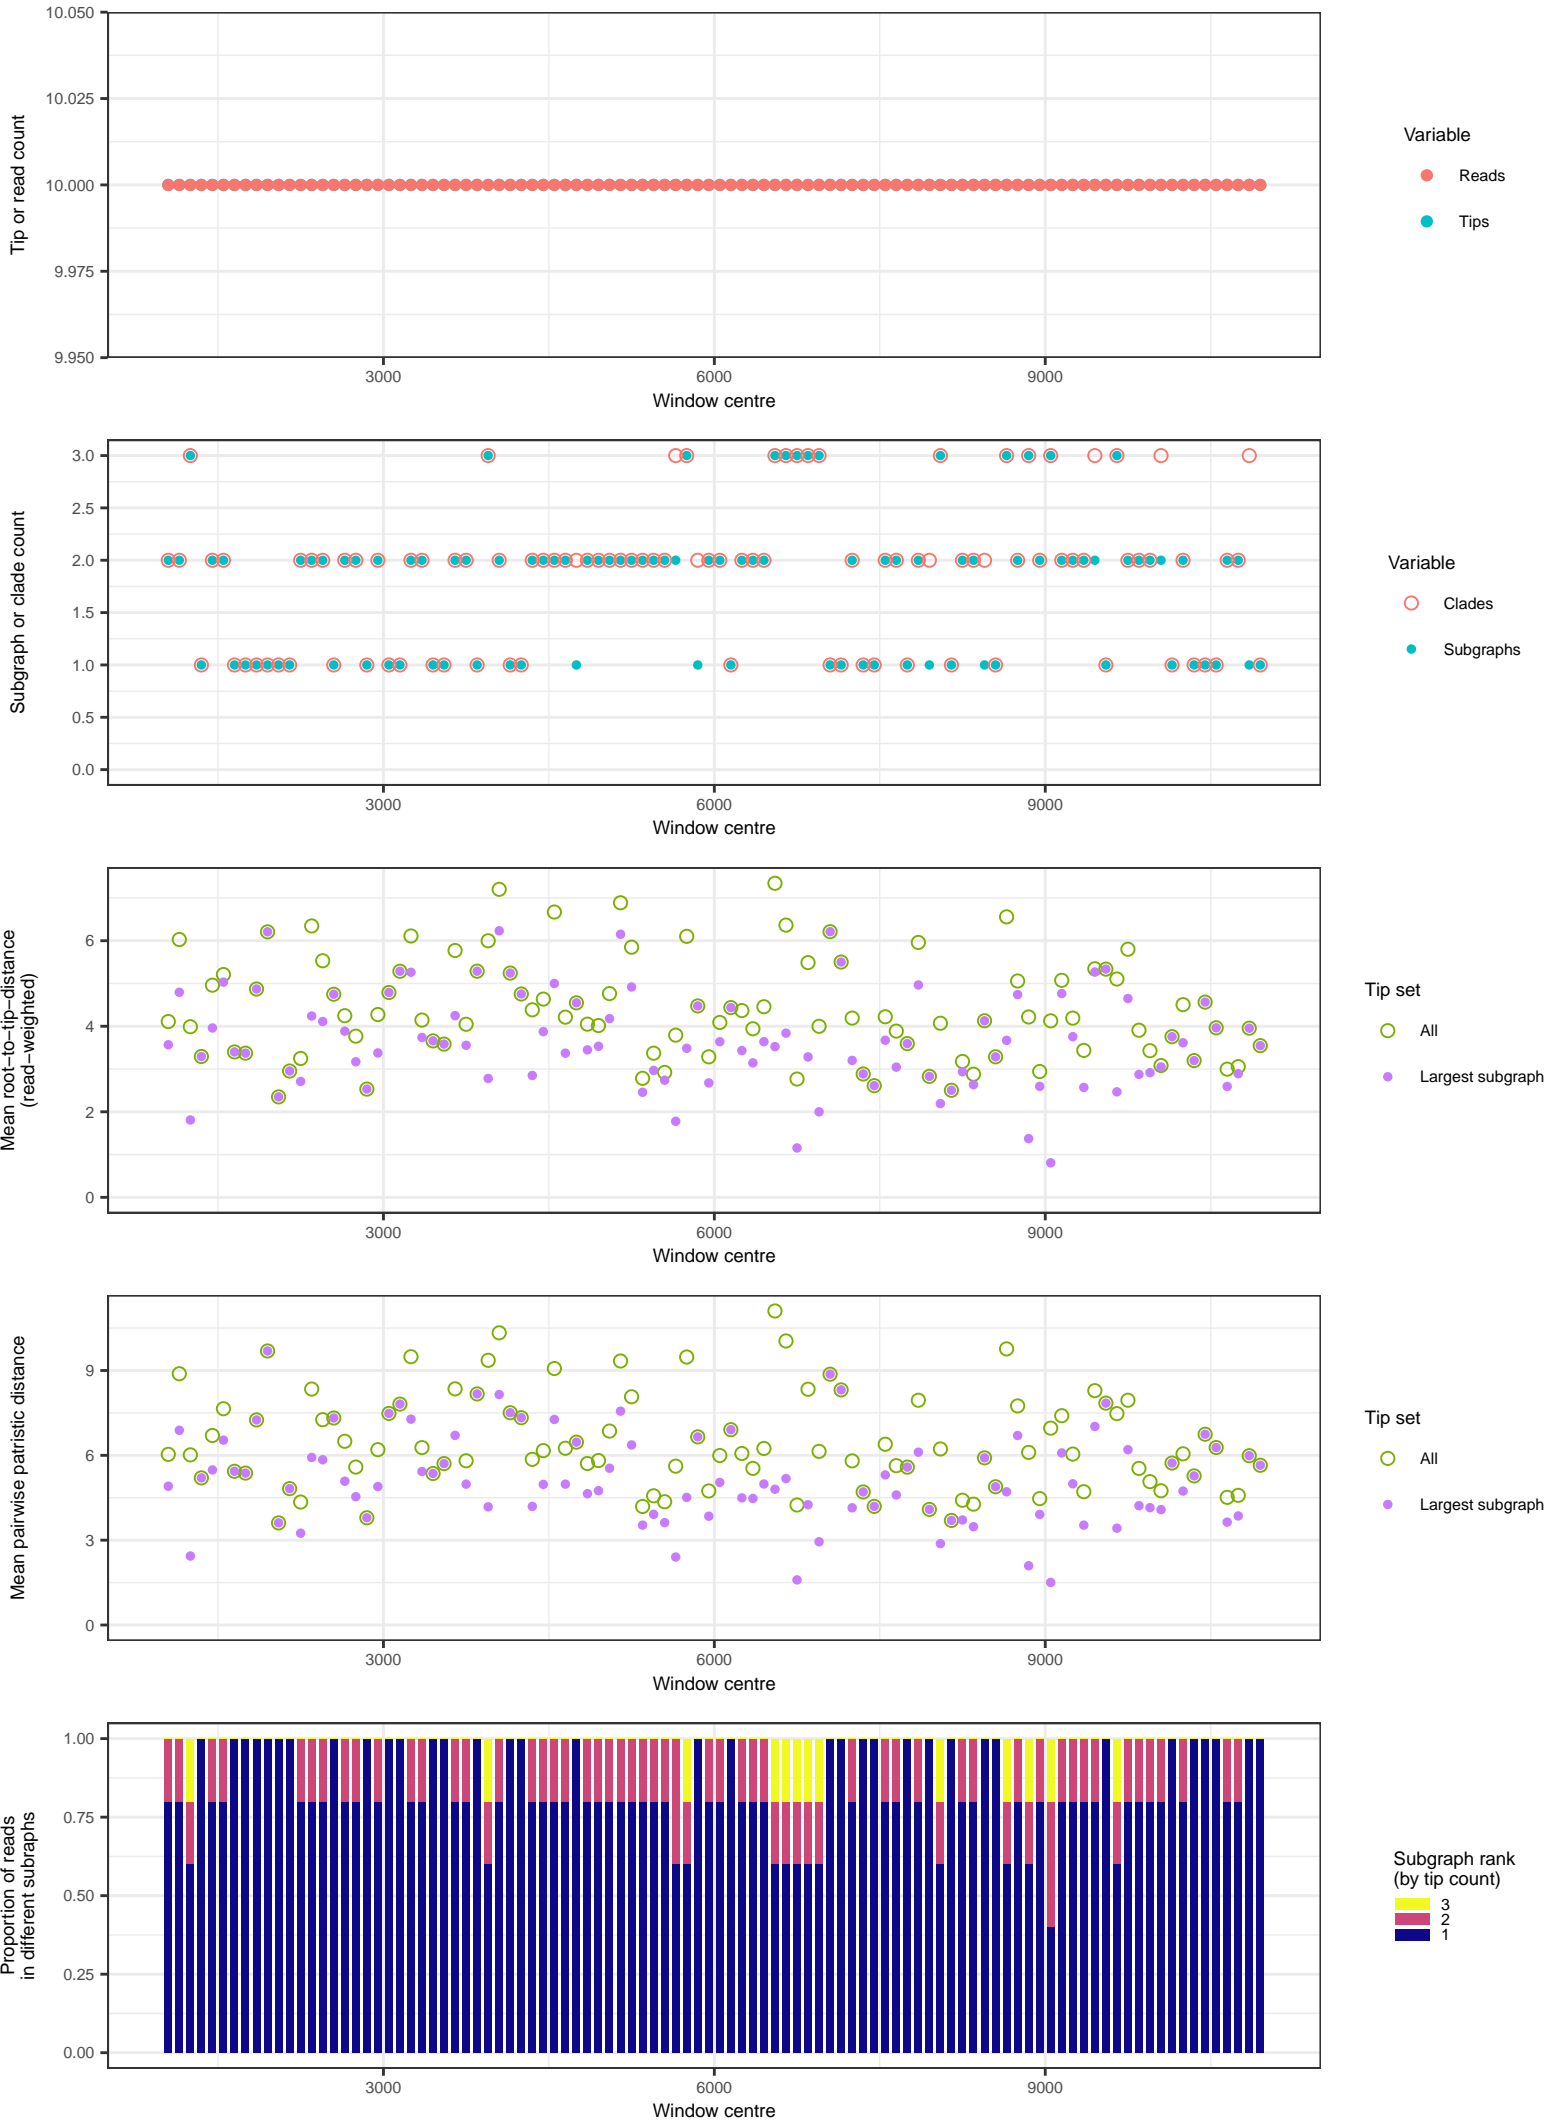 10.050
10.025
10.000
9.975
9.950
Tip or read count
3000 6000 9000
Window centre
Variable
Reads
Tips
3.0
2.5
2.0
1.5
1.0
0.5
0.0
Subgraph or clade count
3000 6000 9000
Window centre
Variable
Clades
Subgraphs
6
4
2
0
Mean root−to−tip−distance
(read−weighted)
3000 6000 9000
Window centre
Tip set
All
Largest subgraph
9
6
3
0
Mean pairwise patristic distance
3000 6000 9000
Window centre
Tip set
All
Largest subgraph
1.00
0.75
0.50
0.25
0.00
Proportion of reads
in different subraphs
3000 6000 9000
Window centre
Subgraph rank
(by tip count)
3
2
1